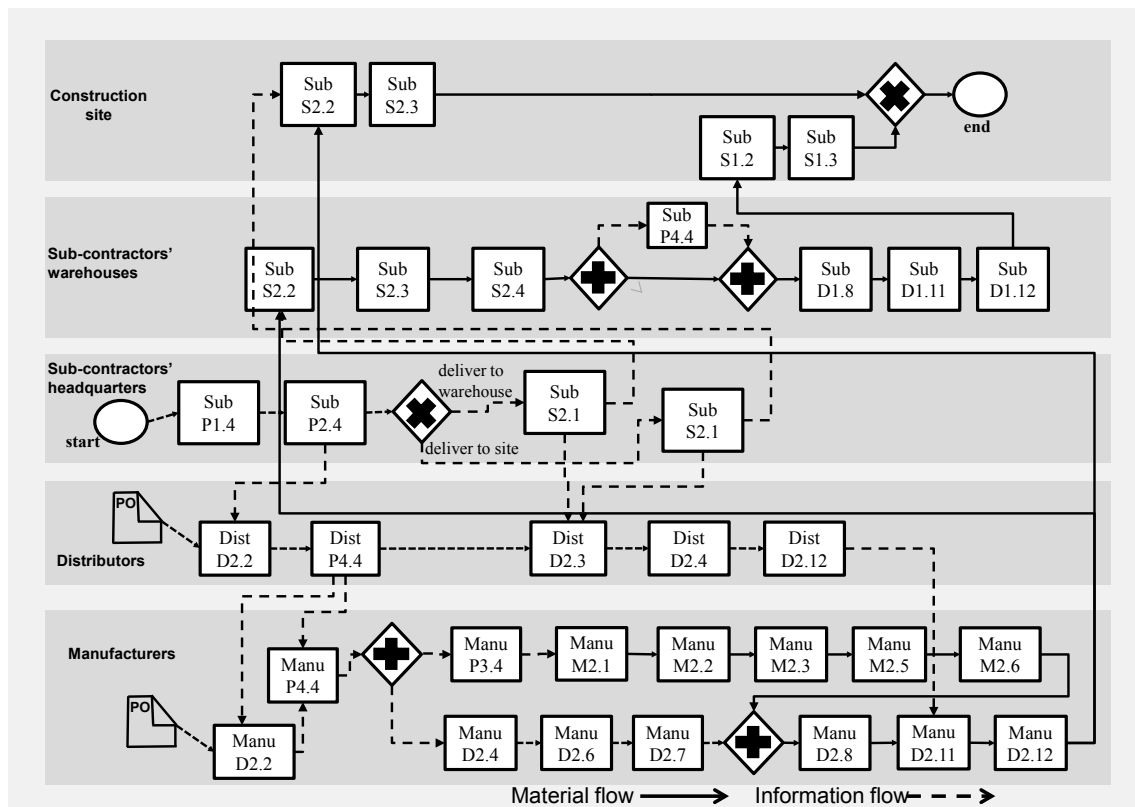 Construction
site
Sub
S2.2
Sub
S2.3
end
Sub
S1.2
Sub
S1.3
Sub-contractors'
warehouses
Sub
S2.2
Sub
S2.3
Sub
S2.4
Sub
P4.4
Sub
D1.8
Sub
D1.11
Sub
D1.12
Sub-contractors'
headquarters
start
Sub
P1.4
Sub
P2.4
deliver to
warehouse
deliver to site
Sub
S2.1
Sub
S2.1
Distributors
PO
Dist
D2.2
Dist
P4.4
Dist
D2.3
Dist
D2.4
Dist
D2.12
Manufacturers
PO
Manu
D2.2
Manu
P4.4
Manu
P3.4
Manu
M2.1
Manu
M2.2
Manu
M2.3
Manu
M2.5
Manu
M2.6
Manu
D2.4
Manu
D2.6
Manu
D2.7
Manu
D2.8
Manu
D2.11
Manu
D2.12
Material flow
Information flow